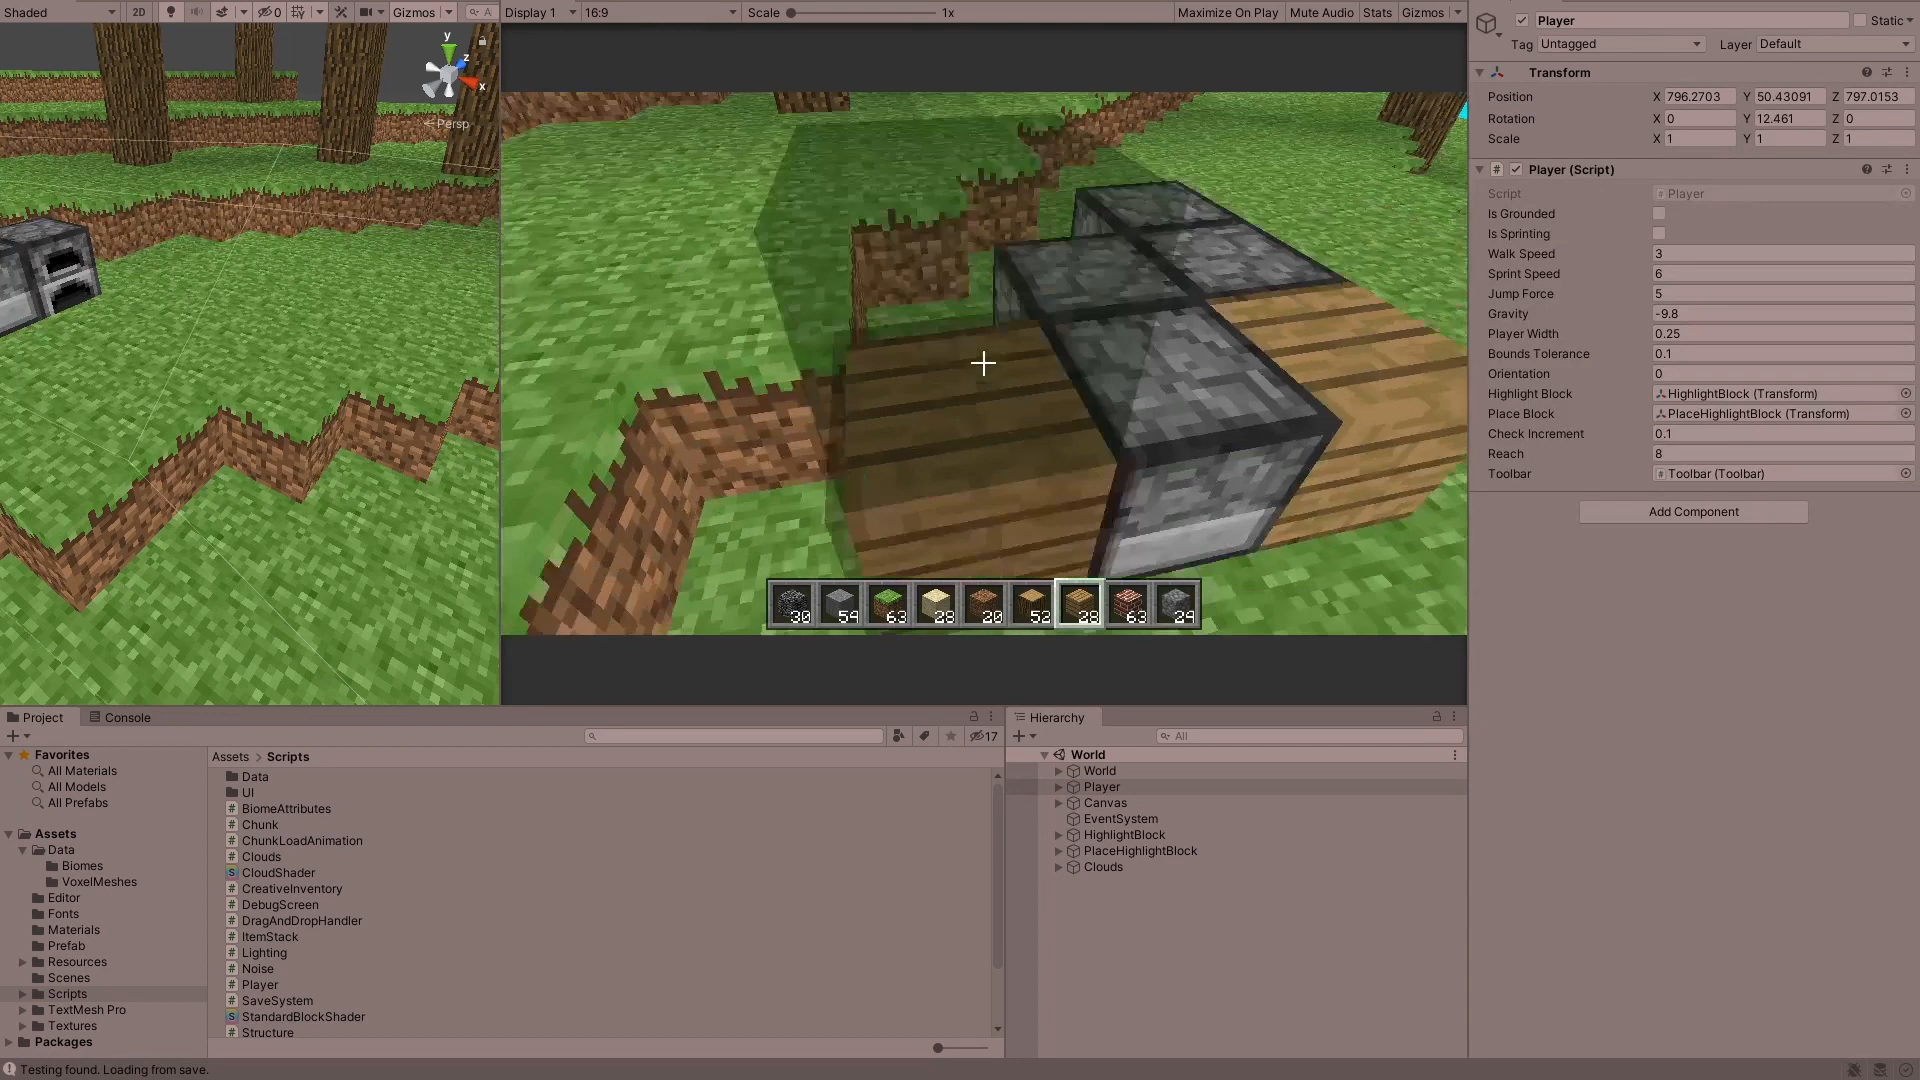 Shaded 2D 0 Gizmos A
Display 1 16:9 Scale 1x Maximize On Play Mute Audio Stats Gizmos
y
z
x
Persp
30 54 63 28 20 52 28 63 24
Player Static
Tag Untagged Layer Default
Transform
Position X 796.2703 Y 50.43091 Z 797.0153
Rotation X 0 Y 12.461 Z 0
Scale X 1 Y 1 Z 1
# Player (Script)
Script # Player
Is Grounded
Is Sprinting
Walk Speed 3
Sprint Speed 6
Jump Force 5
Gravity -9.8
Player Width 0.25
Bounds Tolerance 0.1
Orientation 0
Highlight Block HighlightBlock (Transform)
Place Block PlaceHighlightBlock (Transform)
Check Increment 0.1
Reach 8
Toolbar # Toolbar (Toolbar)
Add Component
Project Console
+ 17
Favorites
All Materials
All Models
All Prefabs
Assets
Data
Biomes
VoxelMeshes
Editor
Fonts
Materials
Prefab
Resources
Scenes
Scripts
TextMesh Pro
Textures
Packages
Assets > Scripts
Data
UI
# BiomeAttributes
# Chunk
# ChunkLoadAnimation
# Clouds
S CloudShader
# CreativeInventory
# DebugScreen
# DragAndDropHandler
# ItemStack
# Lighting
# Noise
# Player
# SaveSystem
S StandardBlockShader
# Structure
Hierarchy
+ All
World
World
Player
Canvas
EventSystem
HighlightBlock
PlaceHighlightBlock
Clouds
Testing found. Loading from save.